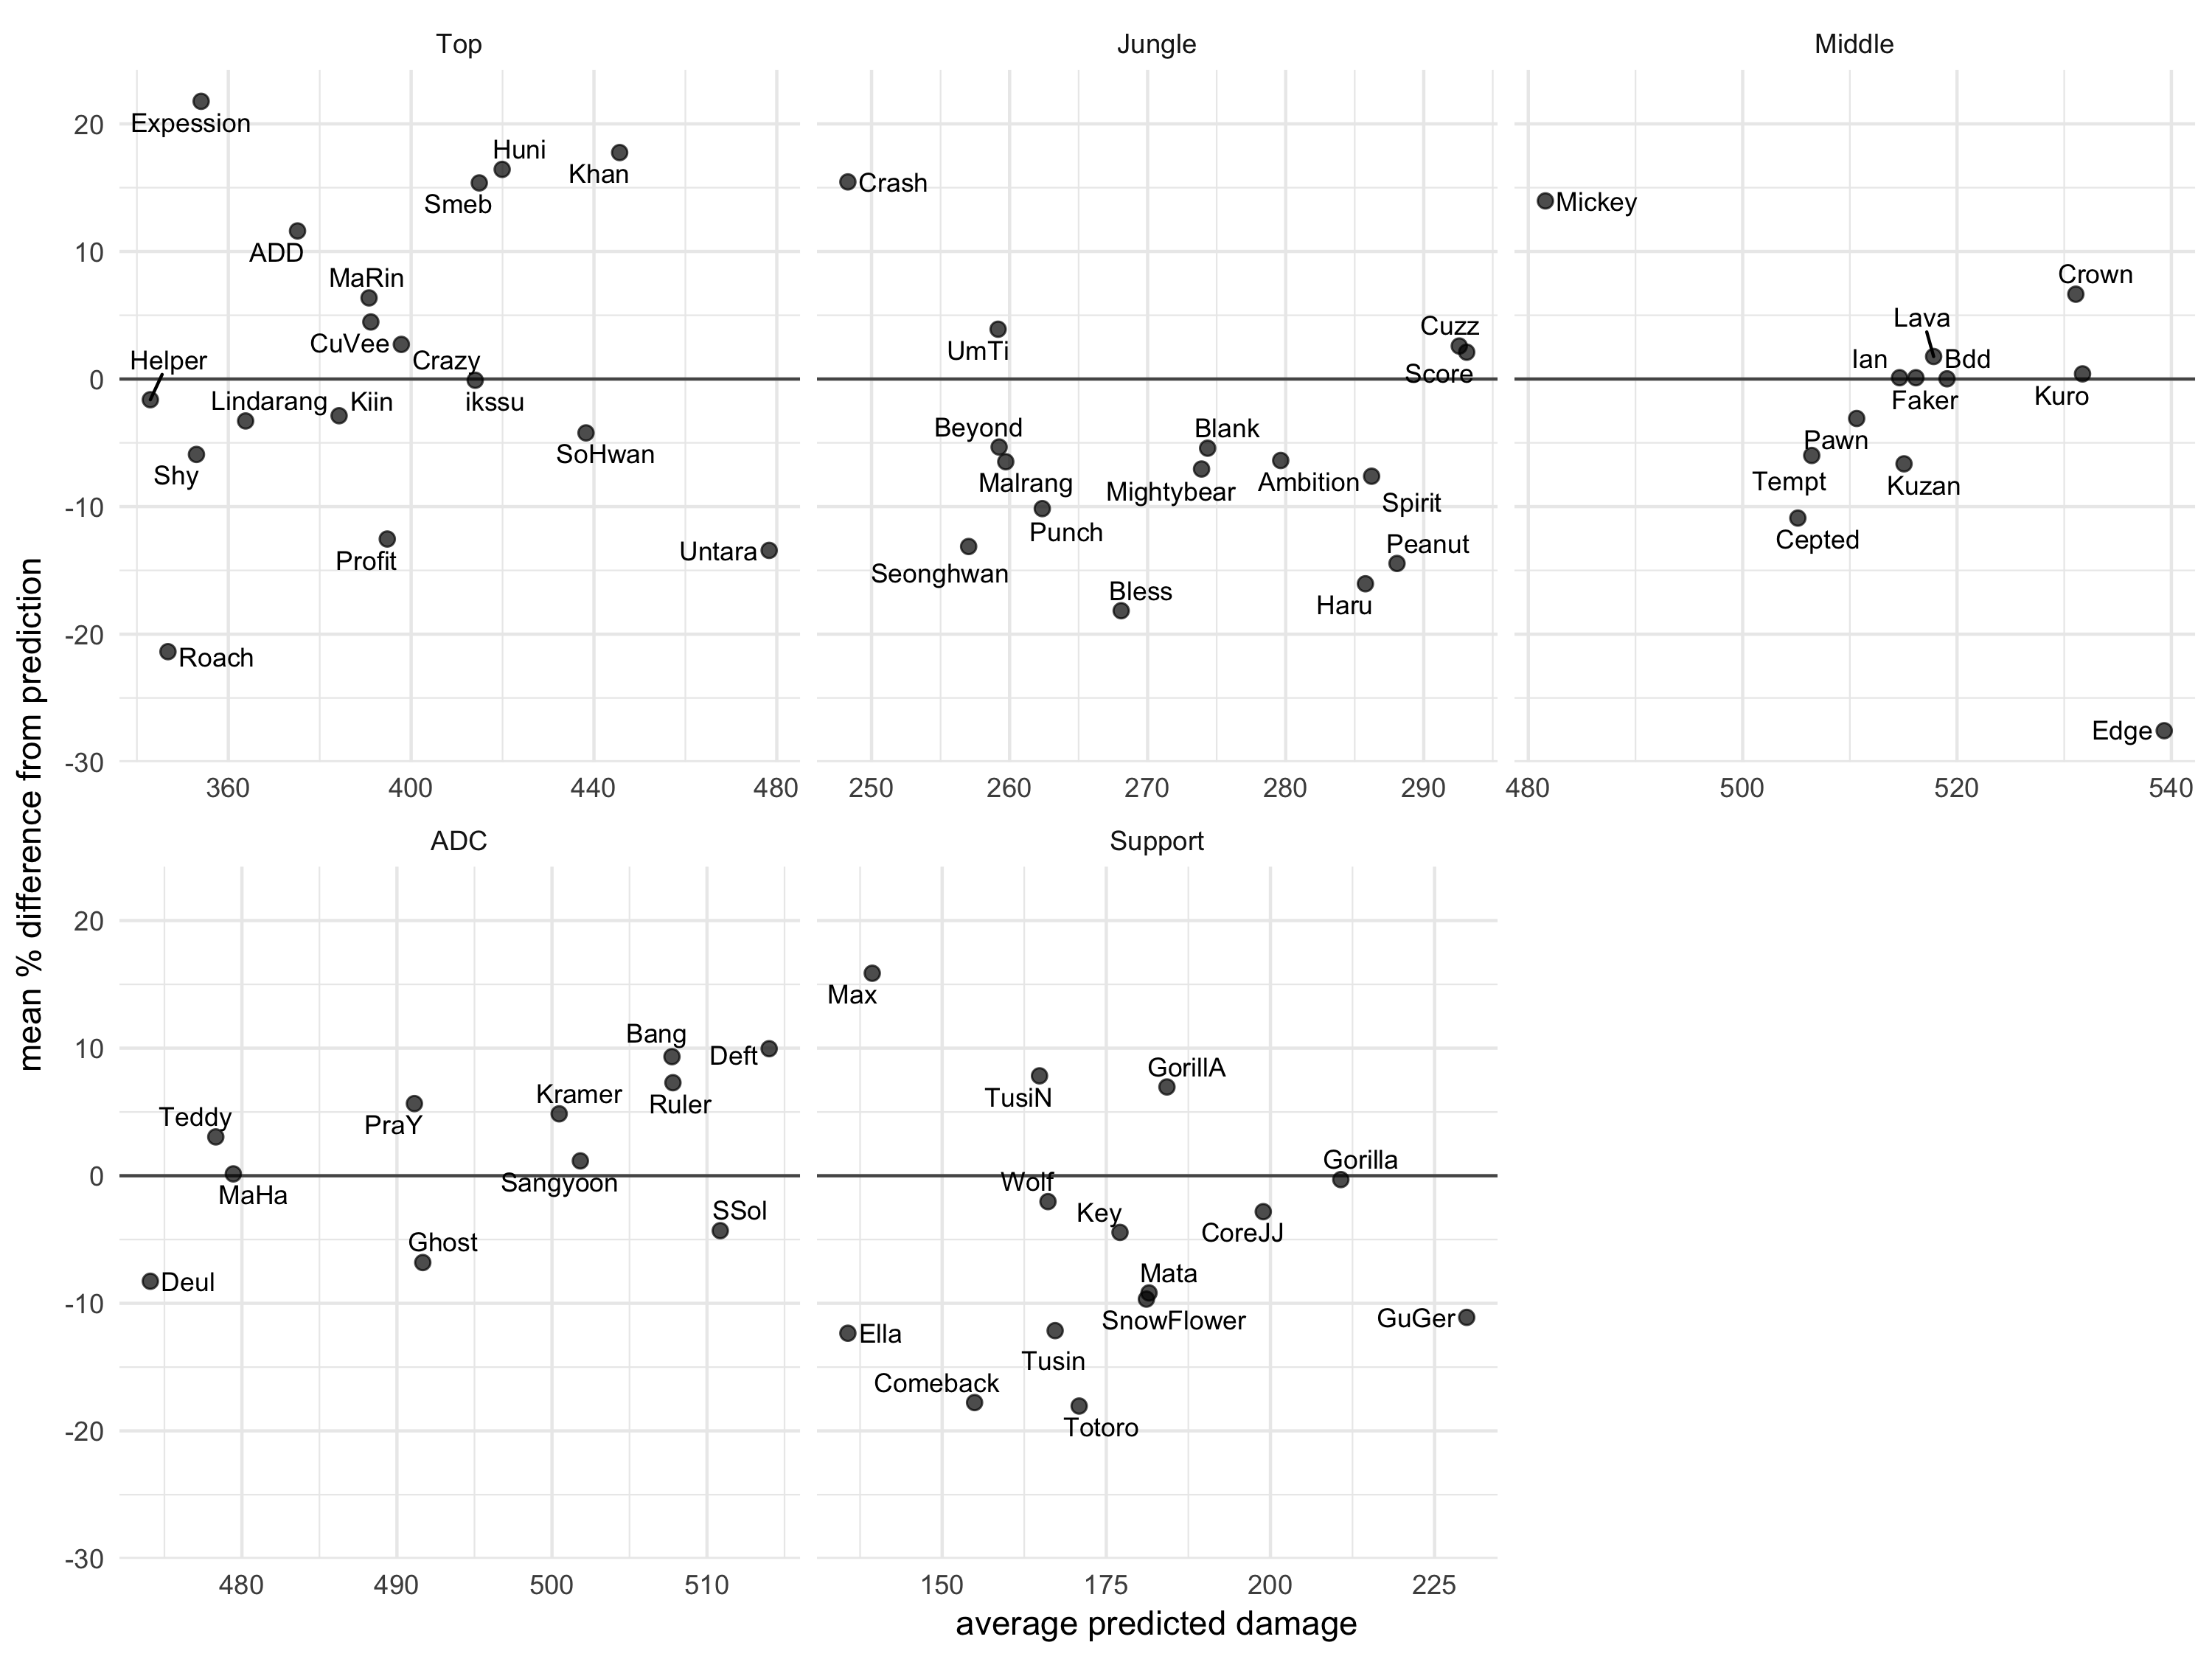 Top
Jungle
Middle
mean % difference from prediction
20
10
0
-10
-20
-30
Expession
Huni
Khan
Smeb
ADD
MaRin
CuVee
Crazy
Helper
Lindarang
Kiin
ikssu
SoHwan
Shy
Profit
Untara
Roach
360
400
440
480
Crash
UmTi
Cuzz
Score
Beyond
Blank
Malrang
Mightybear
Ambition
Spirit
Punch
Peanut
Seonghwan
Bless
Haru
250
260
270
280
290
Mickey
Crown
Lava
Ian
Bdd
Faker
Kuro
Pawn
Tempt
Kuzan
Cepted
Edge
480
500
520
540
ADC
Support
20
10
0
-10
-20
-30
Bang
Deft
Kramer
Ruler
Teddy
PraY
MaHa
Sangyoon
SSol
Ghost
Deul
480
490
500
510
Max
TusiN
GorillA
Gorilla
Wolf
Key
CoreJJ
Mata
SnowFlower
GuGer
Ella
Tusin
Comeback
Totoro
150
175
200
225
average predicted damage